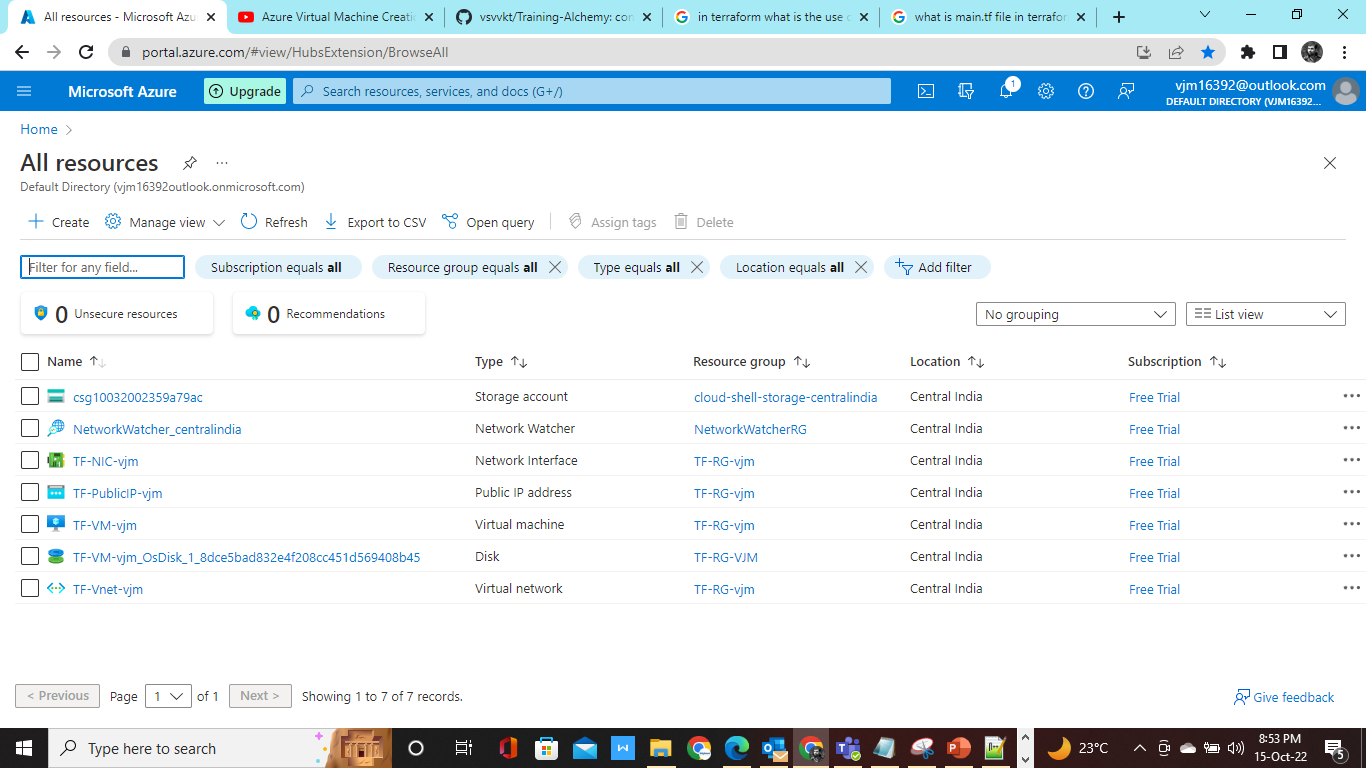 All resources - Microsoft Azu
Azure Virtual Machine Creati
vsvvkt/Training-Alchemy: con
in terraform what is the use o
what is main.tf file in terrafor
portal.azure.com/#view/HubsExtension/BrowseAll
Microsoft Azure
Upgrade
Search resources, services, and docs (G+/)
1
vjm16392@outlook.com
DEFAULT DIRECTORY (VJM16392...
Home
All resources
Default Directory (vjm16392outlook.onmicrosoft.com)
Create
Manage view
Refresh
Export to CSV
Open query
Assign tags
Delete
Filter for any field...
Subscription equals all
Resource group equals all
Type equals all
Location equals all
Add filter
0 Unsecure resources
0 Recommendations
No grouping
List view
Name Type Resource group Location Subscription
csg10032002359a79ac Storage account cloud-shell-storage-centralindia Central India Free Trial
NetworkWatcher_centralindia Network Watcher NetworkWatcherRG Central India Free Trial
TF-NIC-vjm Network Interface TF-RG-vjm Central India Free Trial
TF-PublicIP-vjm Public IP address TF-RG-vjm Central India Free Trial
TF-VM-vjm Virtual machine TF-RG-vjm Central India Free Trial
TF-VM-vjm_OsDisk_1_8dce5bad832e4f208cc451d569408b45 Disk TF-RG-VJM Central India Free Trial
TF-Vnet-vjm Virtual network TF-RG-vjm Central India Free Trial
< Previous Page 1 of 1 Next > Showing 1 to 7 of 7 records.
Give feedback
Type here to search
23°C
8:53 PM
15-Oct-22
5